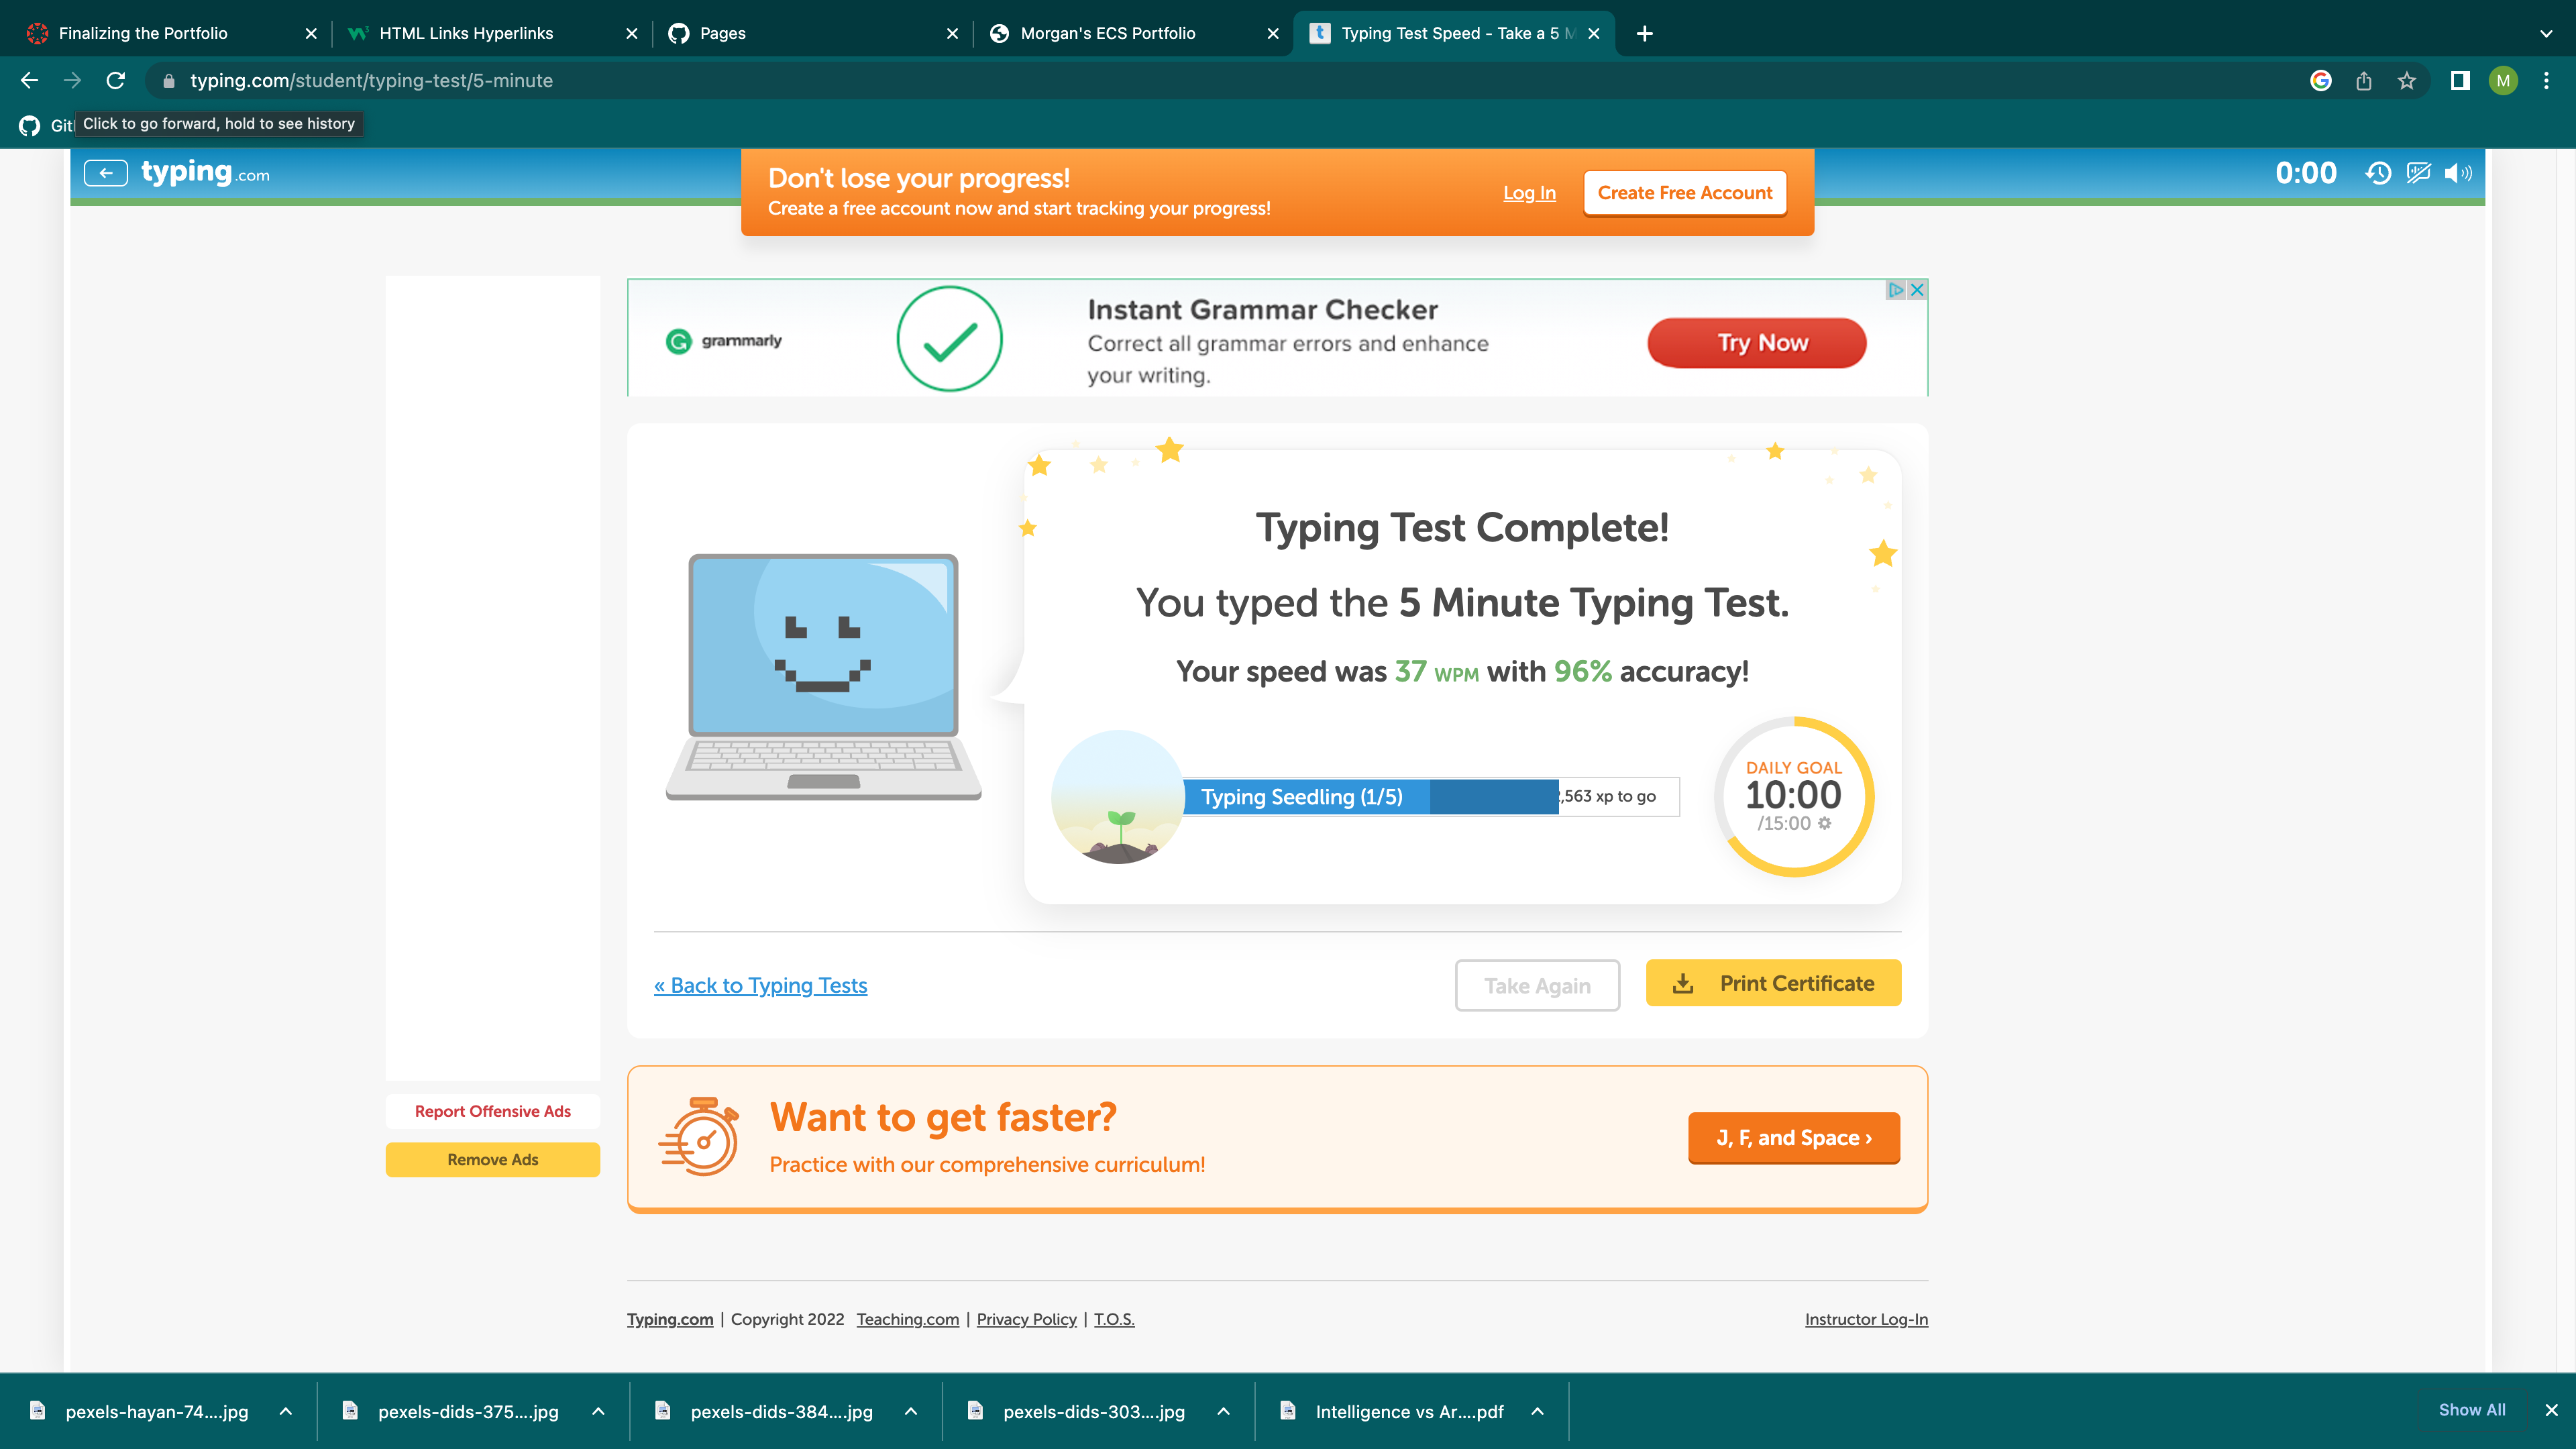 Finalizing the Portfolio
HTML Links Hyperlinks
Pages
Morgan's ECS Portfolio
Typing Test Speed - Take a 5 M
typing.com/student/typing-test/5-minute
M
Git
Click to go forward, hold to see history
typing.com
Don't lose your progress!
Create a free account now and start tracking your progress!
Log In
Create Free Account
0:00
grammarly
Instant Grammar Checker
Correct all grammar errors and enhance
your writing.
Try Now
Typing Test Complete!
You typed the 5 Minute Typing Test.
Your speed was 37 WPM with 96% accuracy!
Typing Seedling (1/5)
,563 xp to go
DAILY GOAL
10:00
/15:00
« Back to Typing Tests
Take Again
Print Certificate
Report Offensive Ads
Remove Ads
Want to get faster?
Practice with our comprehensive curriculum!
J, F, and Space ›
Typing.com | Copyright 2022 Teaching.com | Privacy Policy | T.O.S.
Instructor Log-In
pexels-hayan-74....jpg
pexels-dids-375....jpg
pexels-dids-384....jpg
pexels-dids-303....jpg
Intelligence vs Ar....pdf
Show All